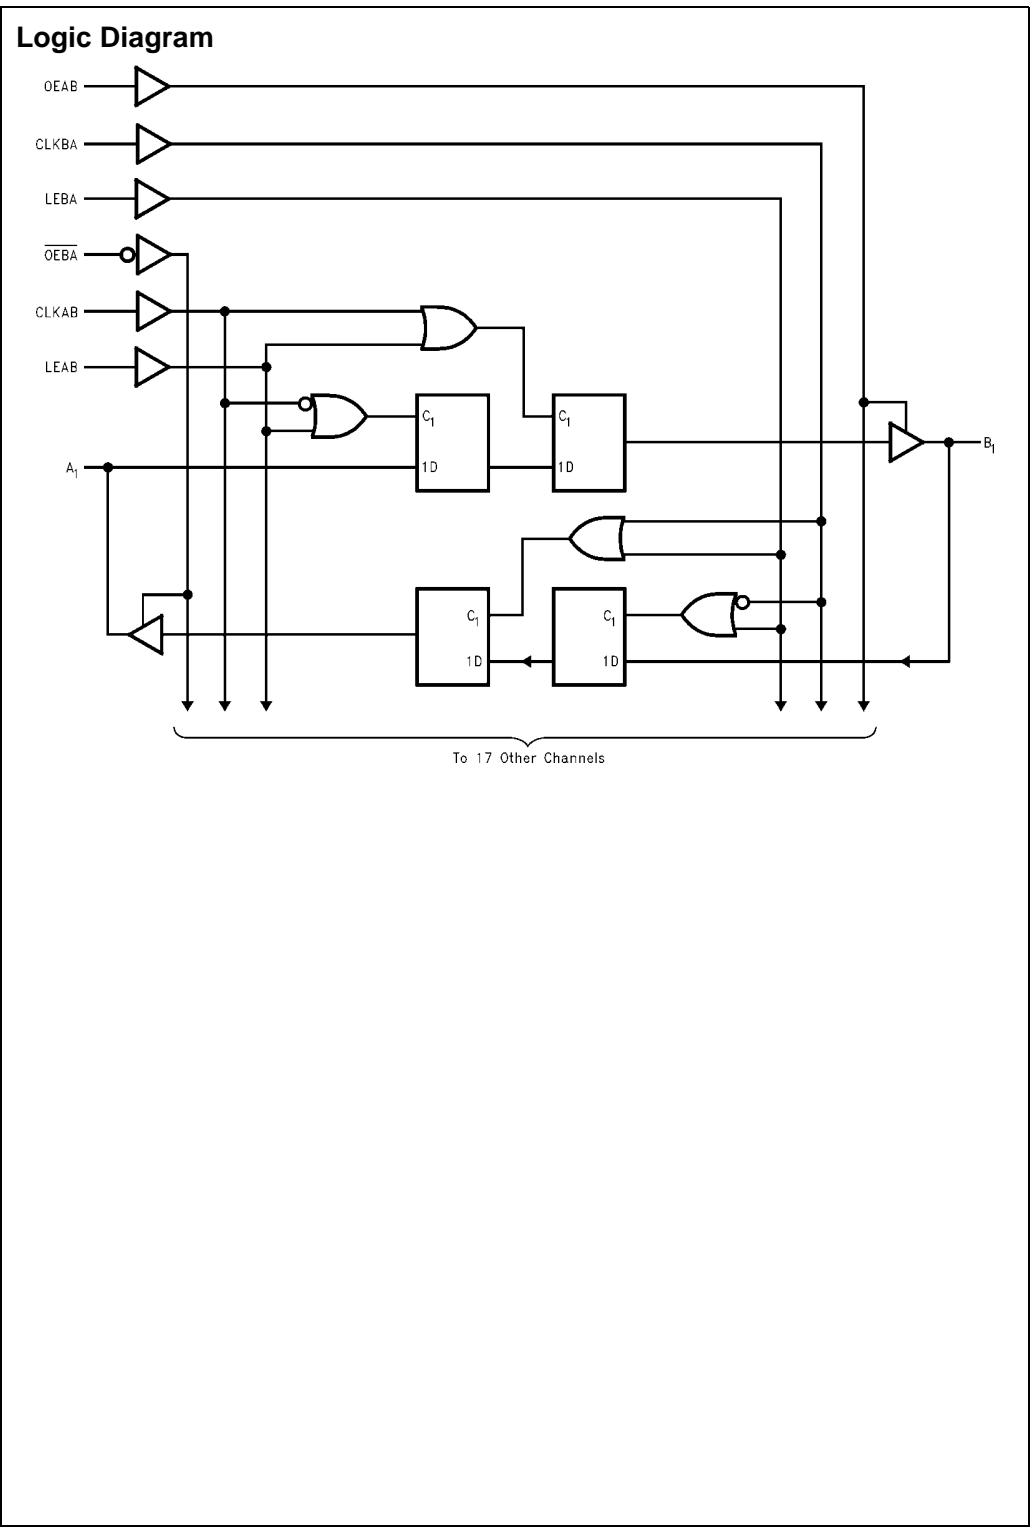 Logic Diagram
OEAB
CLKBA
LEBA
O̅E̅B̅A̅
CLKAB
LEAB
C₁
C₁
A₁
1D
1D
B₁
C₁
C₁
1D
1D
To 17 Other Channels